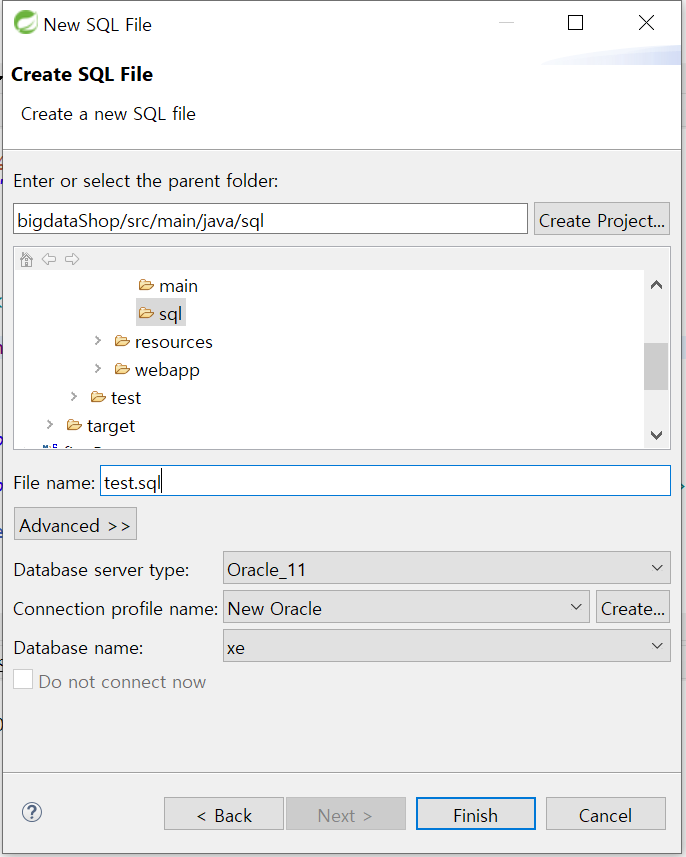 New SQL File
Create SQL File
Create a new SQL file
Enter or select the parent folder:
bigdataShop/src/main/java/sql
Create Project...
main
sql
resources
webapp
test
target
File name: test.sql
Advanced >>
Database server type: Oracle_11
Connection profile name: New Oracle Create...
Database name: xe
Do not connect now
< Back Next > Finish Cancel